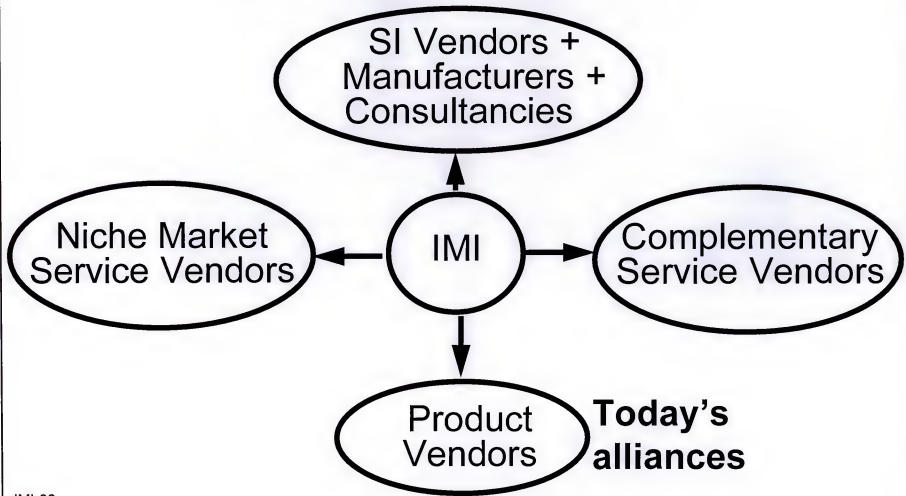 SI Vendors +
Manufacturers +
Consultancies
Niche Market
Service Vendors
IMI
Complementary
Service Vendors
Product
Vendors
Today's
alliances